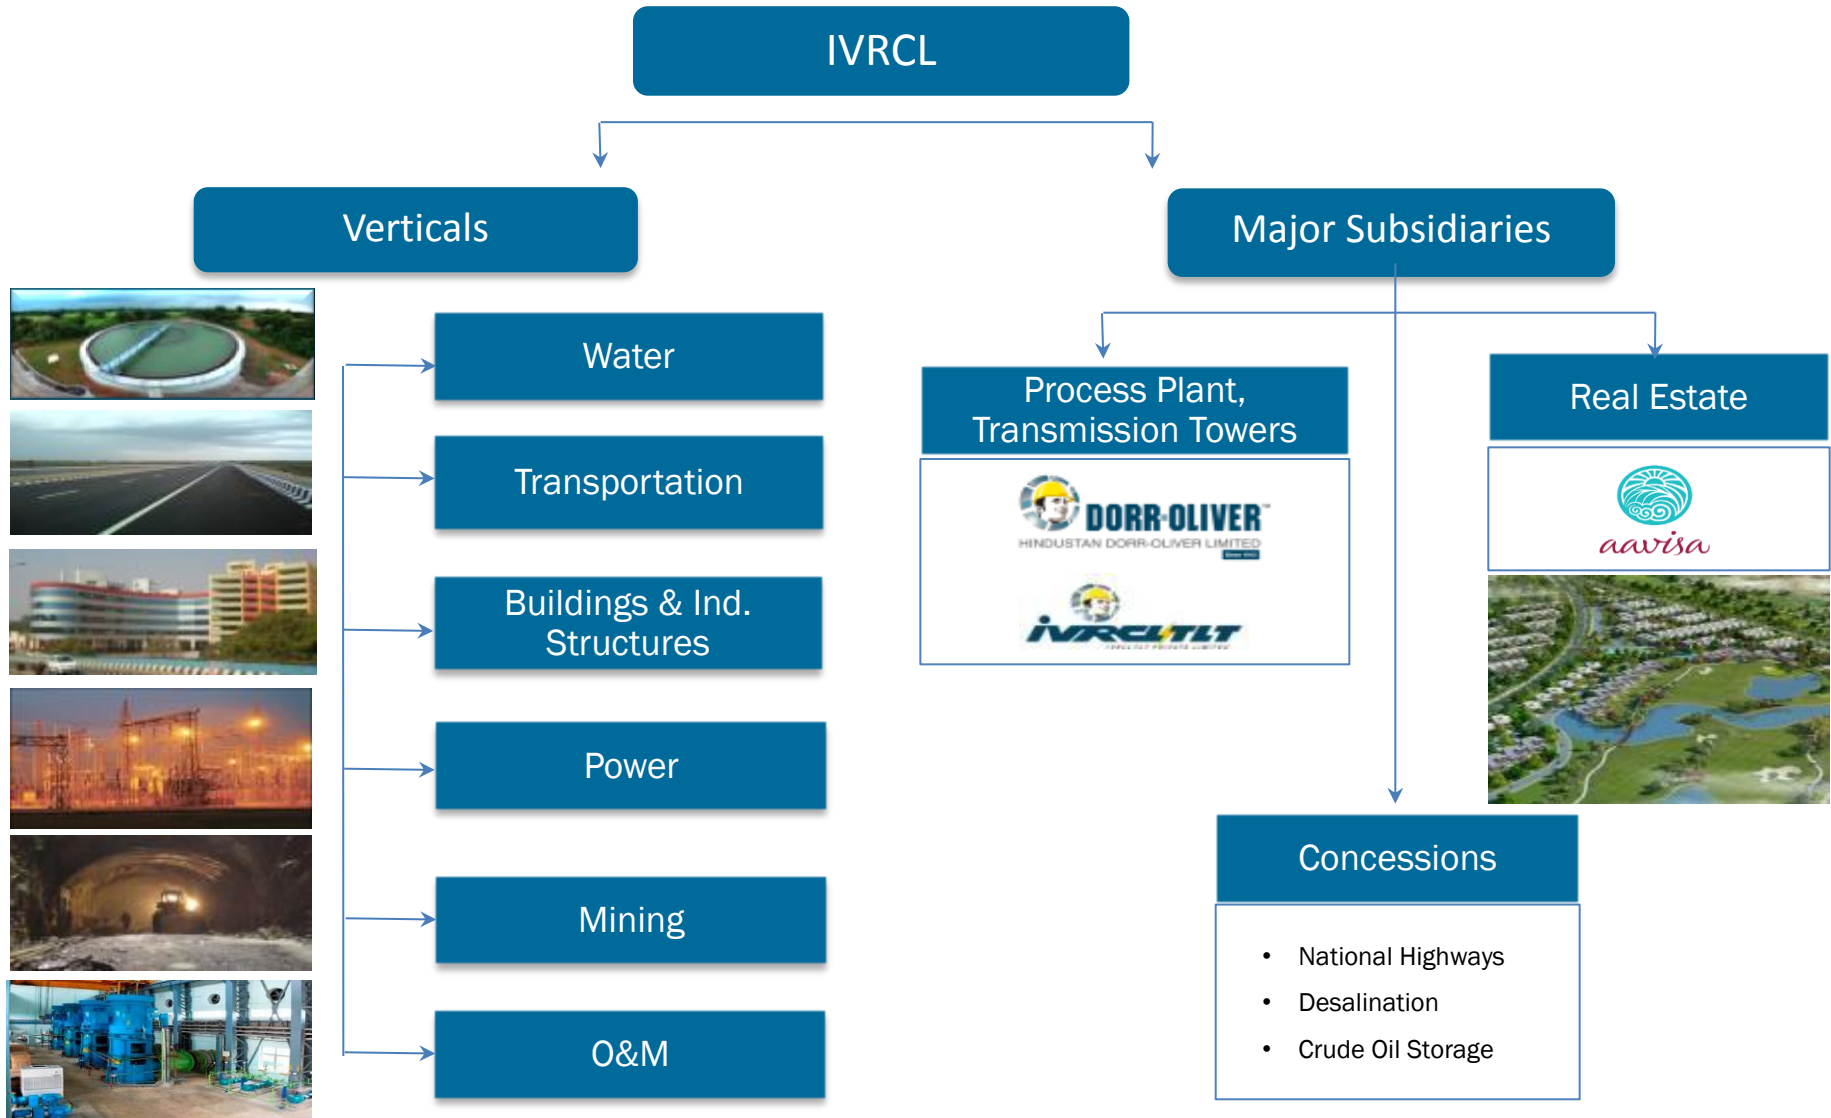 IVRCL
Verticals
Major Subsidiaries
Water
Transportation
Buildings & Ind.
Structures
Power
Mining
O&M
Process Plant,
Transmission Towers
DORR-OLIVER™
HINDUSTAN DORR-OLIVER LIMITED
IVRCL TLT
Real Estate
aavisa
Concessions
• National Highways
• Desalination
• Crude Oil Storage